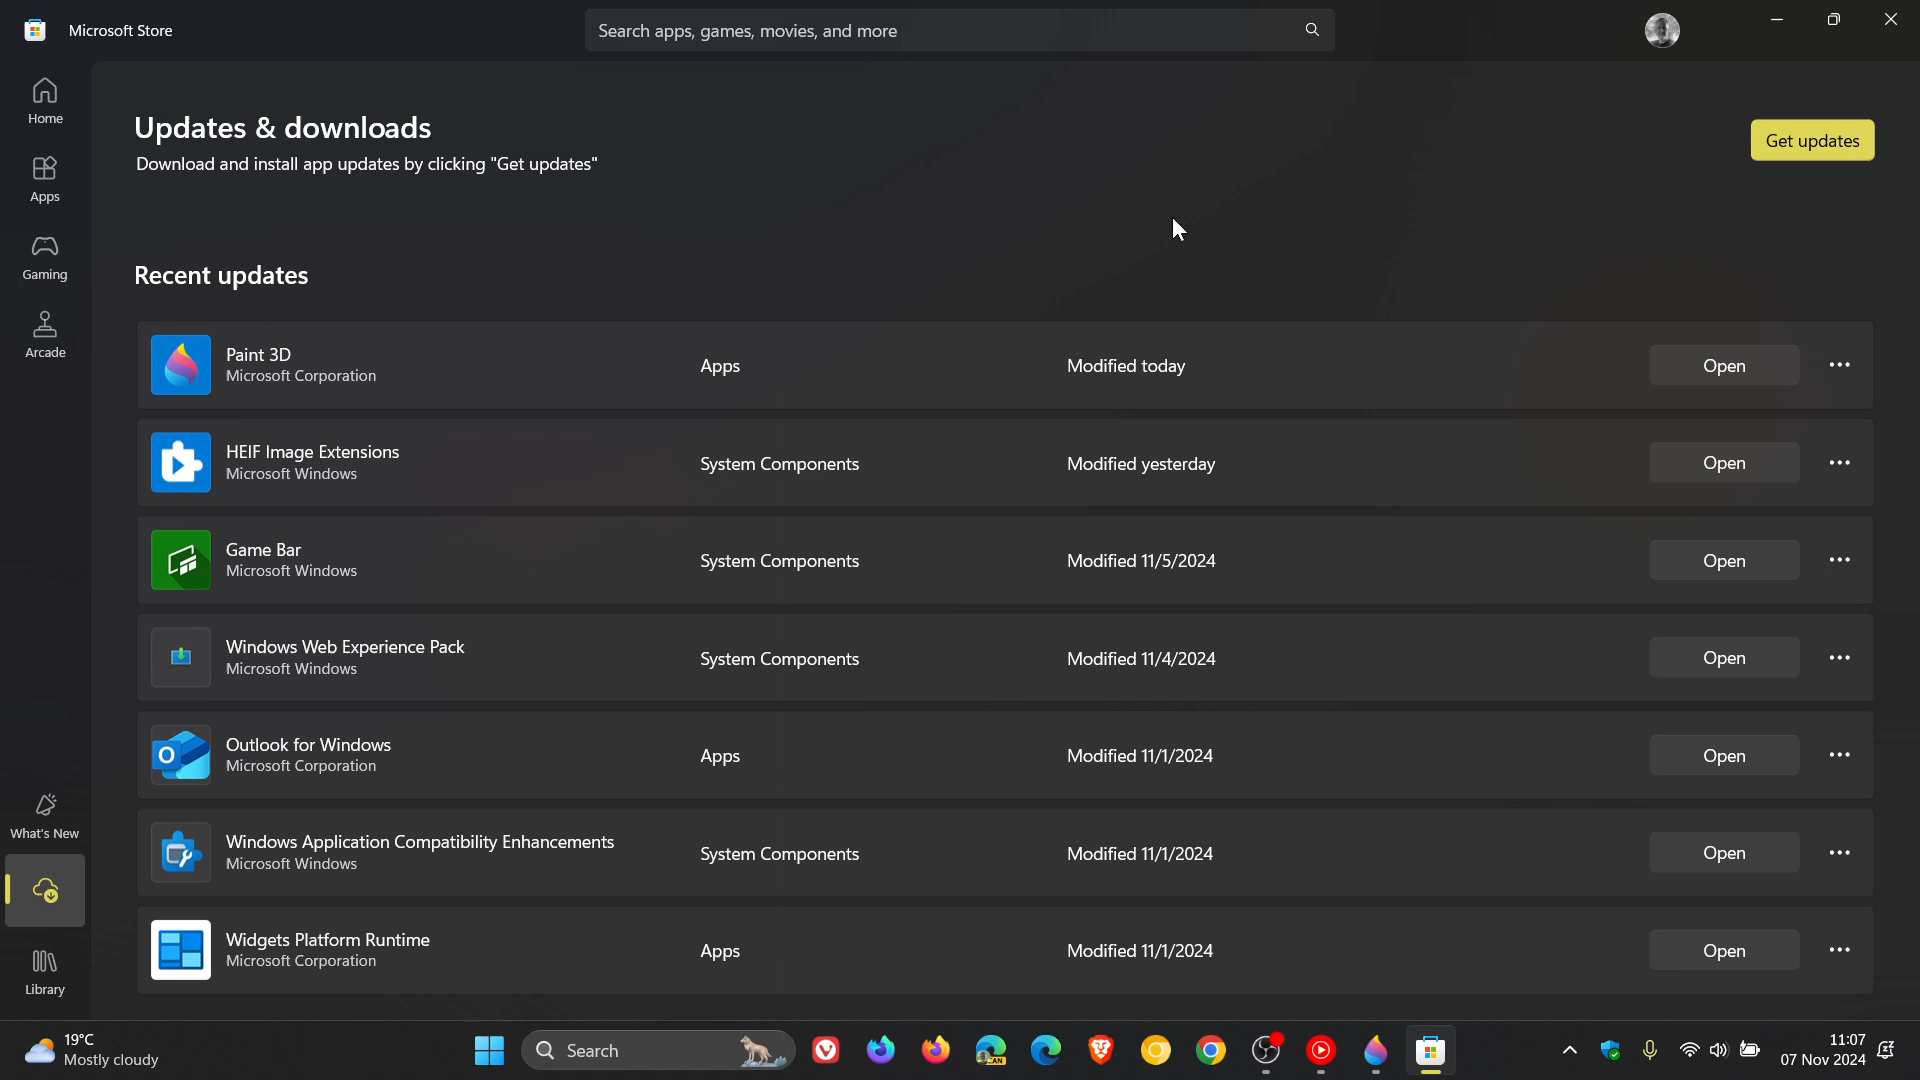 Microsoft Store
Search apps, games, movies, and more
Home
Apps
Gaming
Arcade
What's New
Library
Updates & downloads
Download and install app updates by clicking "Get updates"
Get updates
Recent updates
Paint 3D
Microsoft Corporation
Apps
Modified today
Open
HEIF Image Extensions
Microsoft Windows
System Components
Modified yesterday
Open
Game Bar
Microsoft Windows
System Components
Modified 11/5/2024
Open
Windows Web Experience Pack
Microsoft Windows
System Components
Modified 11/4/2024
Open
Outlook for Windows
Microsoft Corporation
Apps
Modified 11/1/2024
Open
Windows Application Compatibility Enhancements
Microsoft Windows
System Components
Modified 11/1/2024
Open
Widgets Platform Runtime
Microsoft Corporation
Apps
Modified 11/1/2024
Open
19°C
Mostly cloudy
Search
CAN
11:07
07 Nov 2024